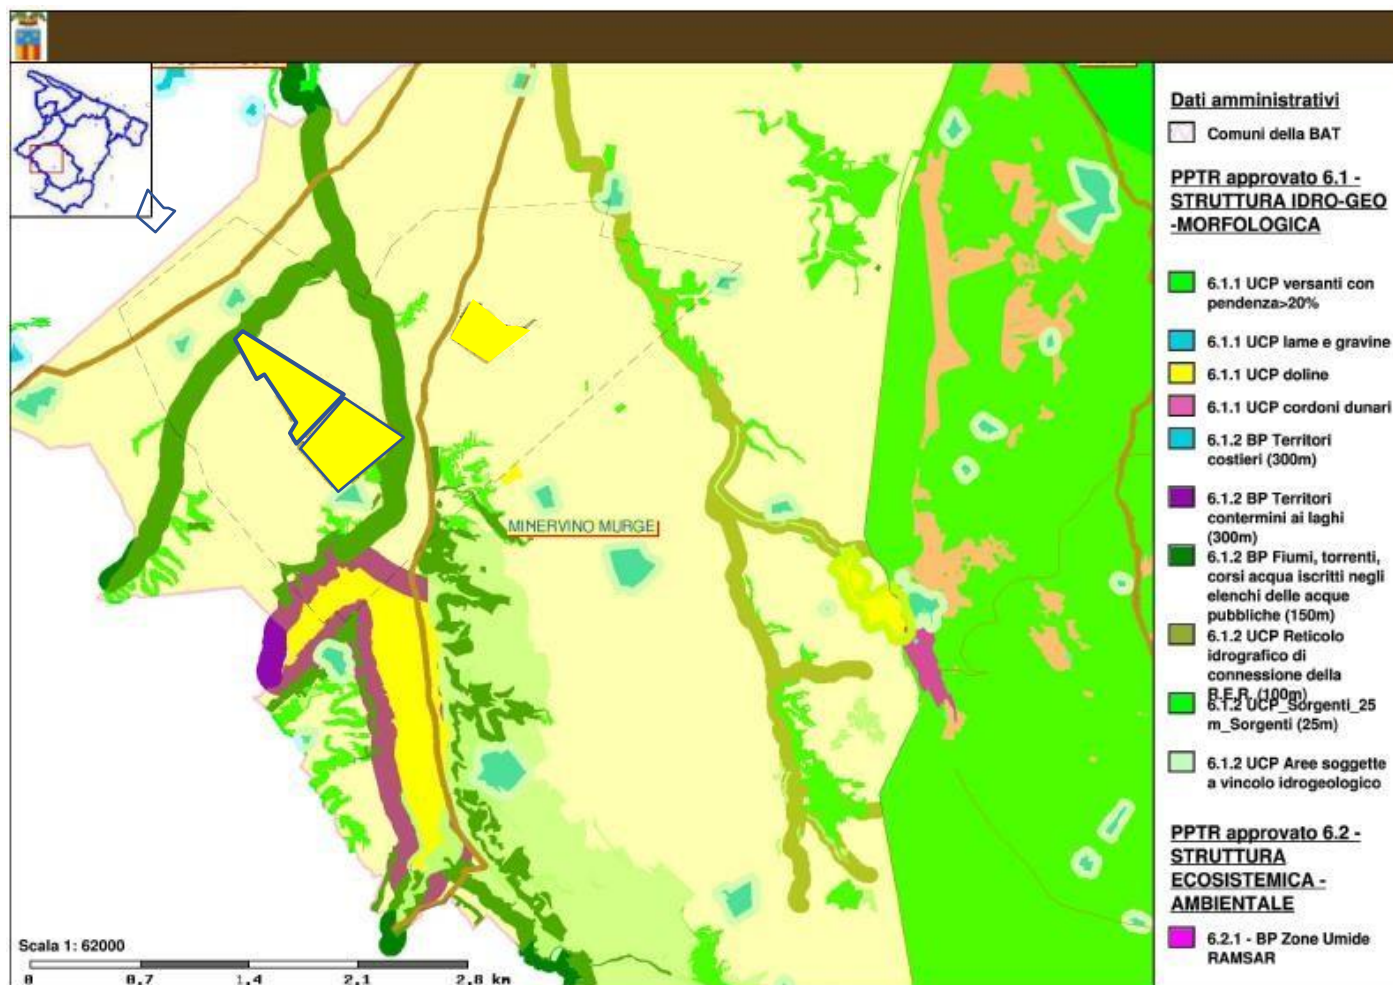 MINERVINO MURGE
Scala 1: 62000
0 0.7 1.4 2.1 2.8 km
Dati amministrativi
Comuni della BAT
PPTR approvato 6.1 -
STRUTTURA IDRO-GEO
-MORFOLOGICA
6.1.1 UCP versanti con
pendenza>20%
6.1.1 UCP lame e gravine
6.1.1 UCP doline
6.1.1 UCP cordoni dunari
6.1.2 BP Territori
costieri (300m)
6.1.2 BP Territori
contermini ai laghi
(300m)
6.1.2 BP Fiumi, torrenti,
corsi acqua iscritti negli
elenchi delle acque
pubbliche (150m)
6.1.2 UCP Reticolo
idrografico di
connessione della
R.E.R. (100m)
6.1.2 UCP_Sorgenti_25
m_Sorgenti (25m)
6.1.2 UCP Aree soggette
a vincolo idrogeologico
PPTR approvato 6.2 -
STRUTTURA
ECOSISTEMICA -
AMBIENTALE
6.2.1 - BP Zone Umide
RAMSAR